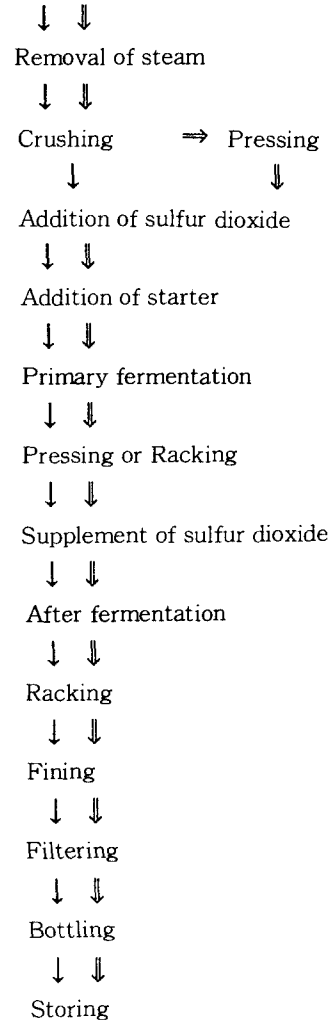 ↓ ⇓
Removal of steam
↓ ⇓
Crushing ⇒ Pressing
↓ ⇓
Addition of sulfur dioxide
↓ ⇓
Addition of starter
↓ ⇓
Primary fermentation
↓ ⇓
Pressing or Racking
↓ ⇓
Supplement of sulfur dioxide
↓ ⇓
After fermentation
↓ ⇓
Racking
↓ ⇓
Fining
↓ ⇓
Filtering
↓ ⇓
Bottling
↓ ⇓
Storing